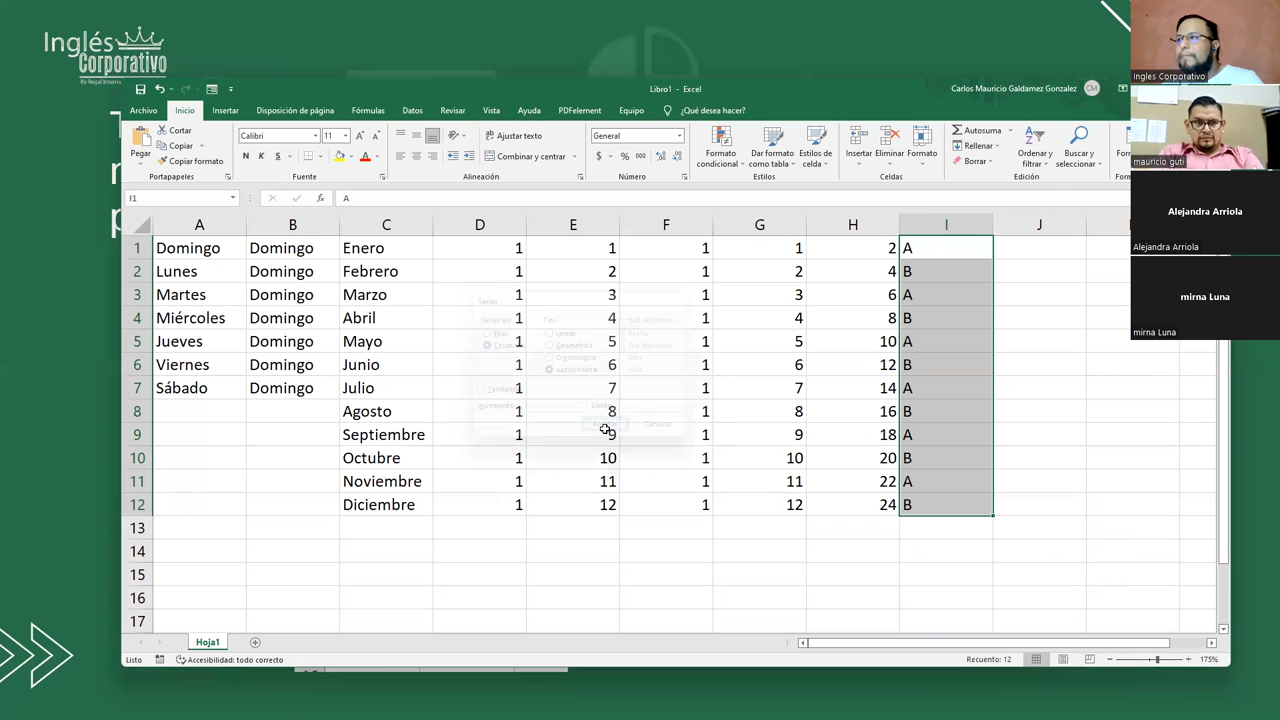 Inglés
Corporativo
Libro1 - Excel
Carlos Mauricio Galdamez Gonzalez CM
Archivo Inicio Insertar Disposición de página Fórmulas Datos Revisar Vista Ayuda PDFelement Equipo ¿Qué desea hacer?
Pegar
Cortar
Copiar
Copiar formato
Portapapeles
Calibri 11
N K S
Fuente
Ajustar texto
Combinar y centrar
Alineación
General
$ % 000
Número
Formato condicional
Dar formato como tabla
Estilos de celda
Estilos
Insertar Eliminar Formato
Celdas
Autosuma
Rellenar
Borrar
Ordenar y filtrar
Buscar y seleccionar
Edición
I1 fx A
A B C D E F G H I J
1 Domingo Domingo Enero 1 1 1 1 2 A
2 Lunes Domingo Febrero 1 2 1 2 4 B
3 Martes Domingo Marzo 1 3 1 3 6 A
4 Miércoles Domingo Abril 1 4 1 4 8 B
5 Jueves Domingo Mayo 1 5 1 5 10 A
6 Viernes Domingo Junio 1 6 1 6 12 B
7 Sábado Domingo Julio 1 7 1 7 14 A
8 Agosto 1 8 1 8 16 B
9 Septiembre 1 9 1 9 18 A
10 Octubre 1 10 1 10 20 B
11 Noviembre 1 11 1 11 22 A
12 Diciembre 1 12 1 12 24 B
13
14
15
16
17
Series
Cancelar
Hoja1
Listo Accesibilidad: todo correcto Recuento: 12 175%
Ingles Corporativo
mauricio guti
Alejandra Arriola
Alejandra Arriola
mirna Luna
mirna Luna